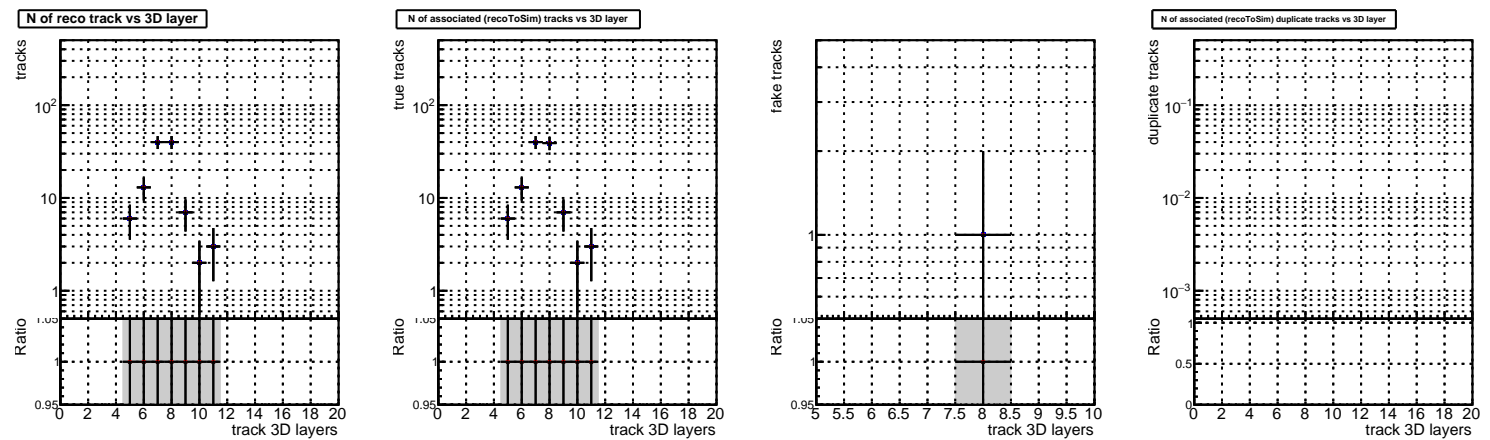 N of reco track vs 3D layer
tracks
10²
10
1
Ratio
1.05
1
0.95
0 2 4 6 8 10 12 14 16 18 20
track 3D layers
N of associated (recoToSim) tracks vs 3D layer
true tracks
10²
10
1
Ratio
1.05
1
0.95
0 2 4 6 8 10 12 14 16 18 20
track 3D layers
fake tracks
1
Ratio
1.05
1
0.95
5 5.5 6 6.5 7 7.5 8 8.5 9 9.5 10
track 3D layers
N of associated (recoToSim) duplicate tracks vs 3D layer
duplicate tracks
10⁻¹
10⁻²
10⁻³
Ratio
1
0.5
0
0 2 4 6 8 10 12 14 16 18 20
track 3D layers